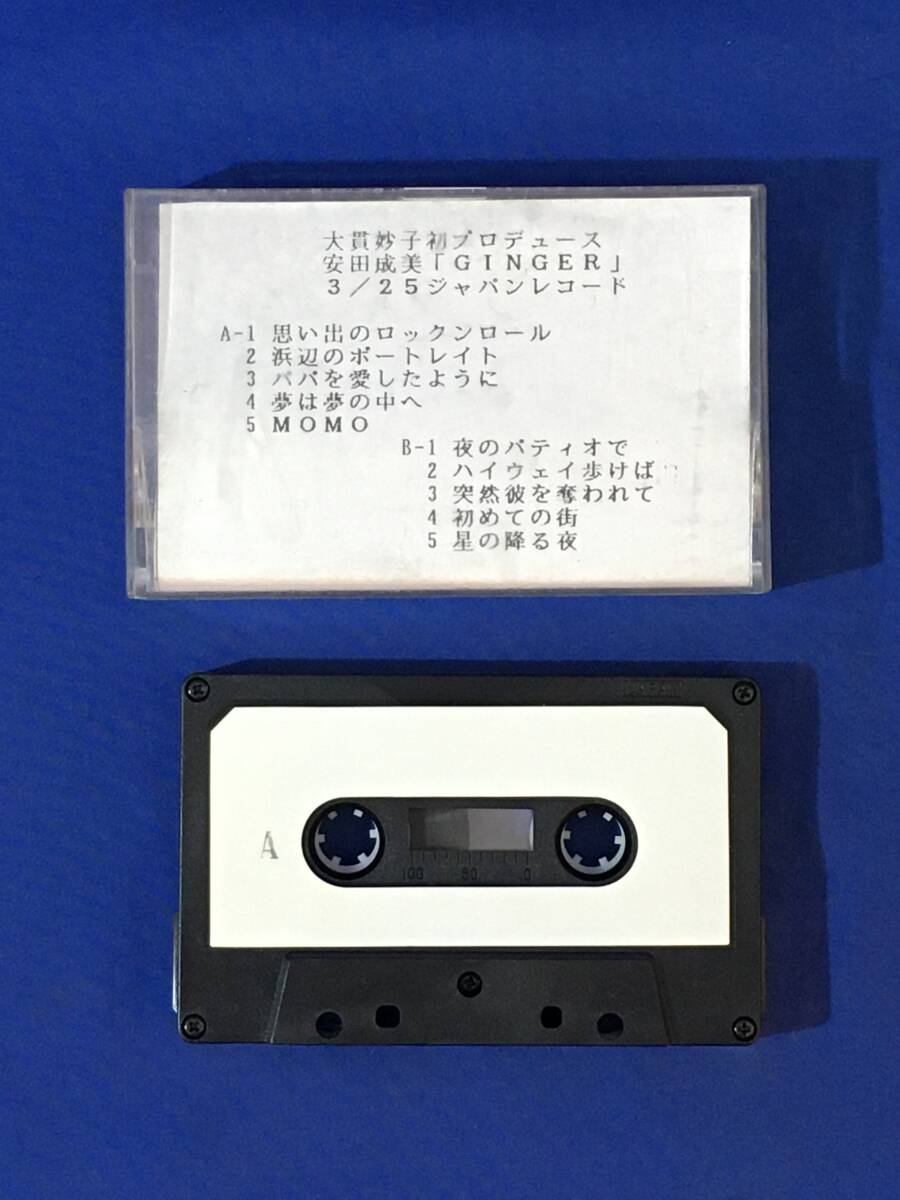 大貫妙子初プロデュース
安田成美「GINGER」
3／25ジャパンレコード
A-1 思い出のロックンロール
2 浜辺のポートレイト
3 パパを愛したように
4 夢は夢の中へ
5 MOMO
B-1 夜のパティオで
2 ハイウェイ歩けば
3 突然彼を奪われて
4 初めての街
5 星の降る夜
A
100 50 0